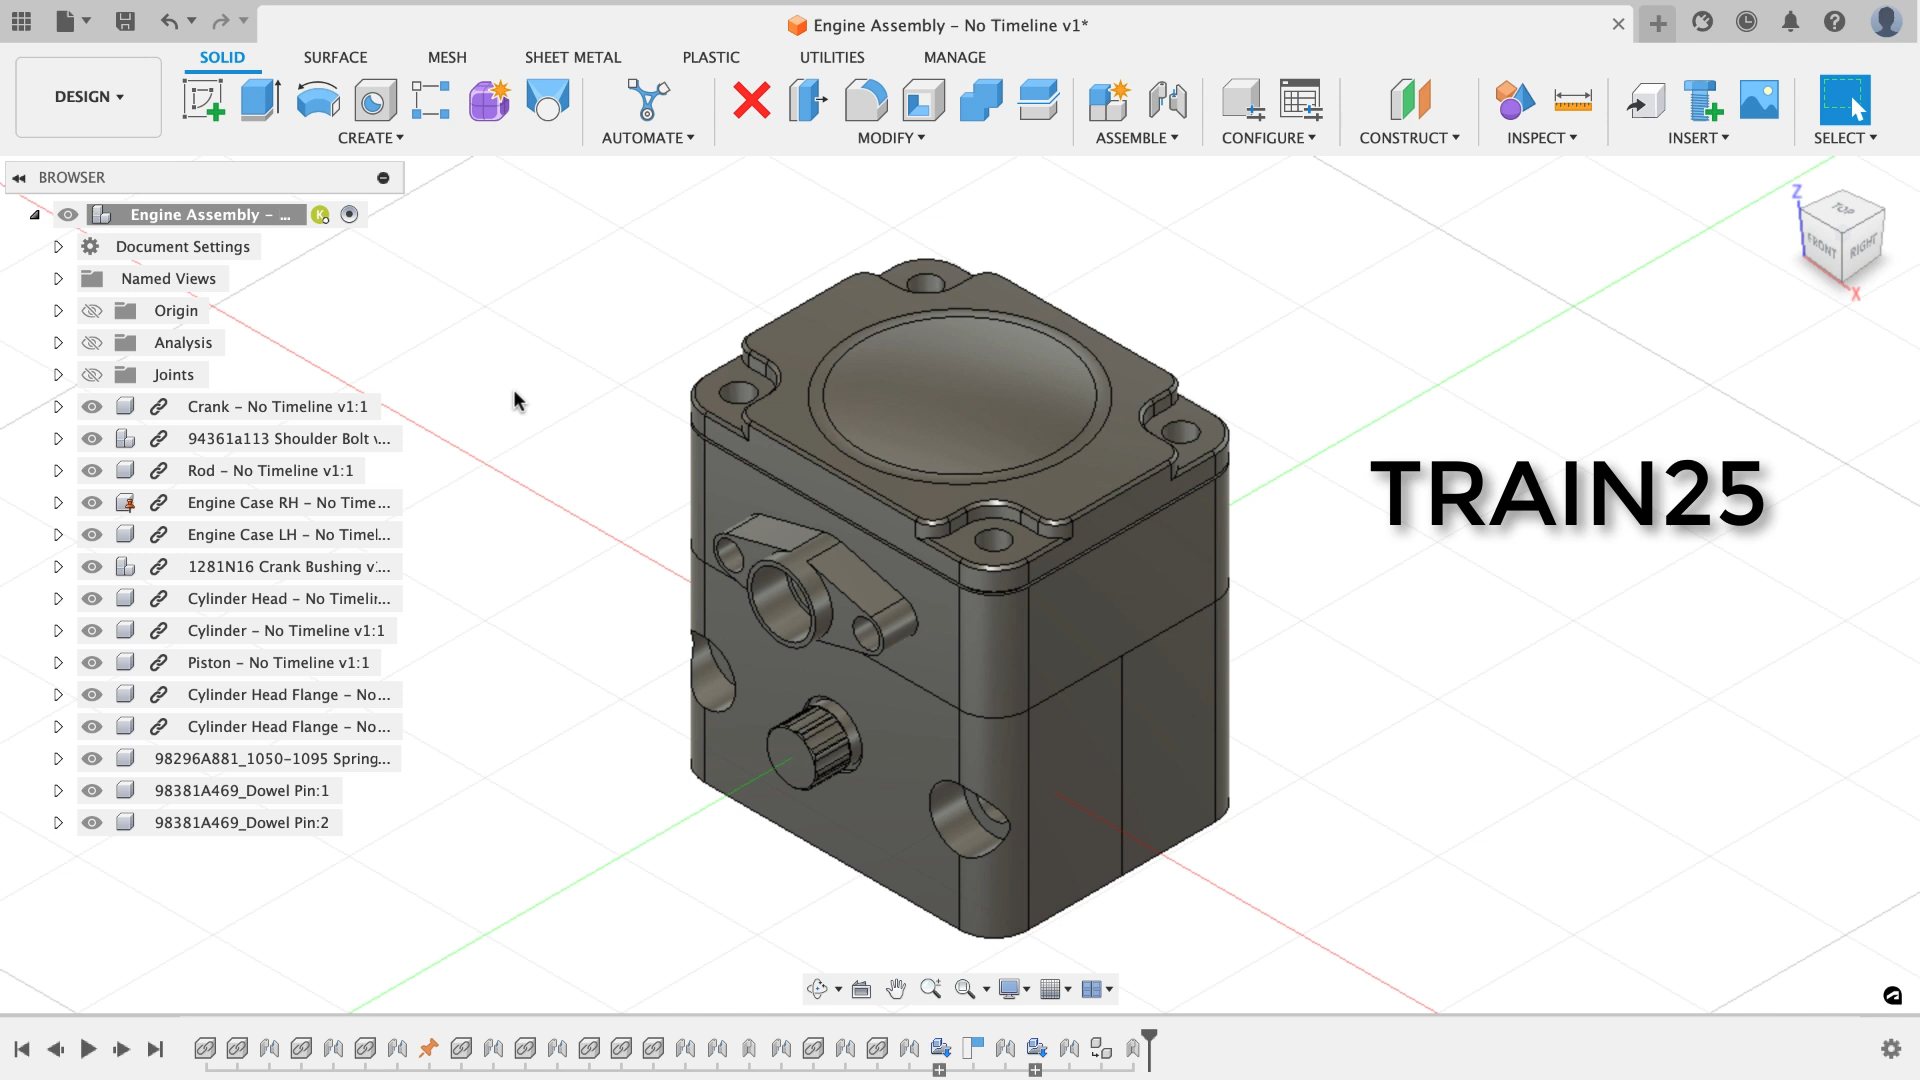 Engine Assembly – No Timeline v1*
SOLID SURFACE MESH SHEET METAL PLASTIC UTILITIES MANAGE
DESIGN
CREATE AUTOMATE MODIFY ASSEMBLE CONFIGURE CONSTRUCT INSPECT INSERT SELECT
BROWSER
Engine Assembly – ...
Document Settings
Named Views
Origin
Analysis
Joints
Crank – No Timeline v1:1
94361a113 Shoulder Bolt v...
Rod – No Timeline v1:1
Engine Case RH – No Time...
Engine Case LH – No Timel...
1281N16 Crank Bushing v:...
Cylinder Head – No Timelir...
Cylinder – No Timeline v1:1
Piston – No Timeline v1:1
Cylinder Head Flange – No...
Cylinder Head Flange – No...
98296A881_1050-1095 Spring...
98381A469_Dowel Pin:1
98381A469_Dowel Pin:2
K
Z
TOP
FRONT
RIGHT
X
TRAIN25